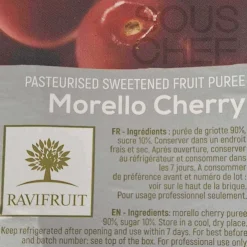 SOUS
CHEF
PASTEURISED SWEETENED FRUIT PUREE
Morello Cherry
RAVIFRUIT
FR - Ingrédients : purée de griotte 90%,
sucre 10%. Conserver dans un endroit
frais et sec. Après ouverture, conserver
au réfrigérateur et consommer dans
les 7 jours. A consommer
de préférence avant et numéro de lot :
voir sur le haut de la brique.
Pour usage professionnel seulement.
EN - Ingredients: morello cherry puree
90%, sugar 10%. Store in a cool, dry place.
Keep refrigerated after opening and use within 7 days. For best before
and batch number; see top of the box. For professional use